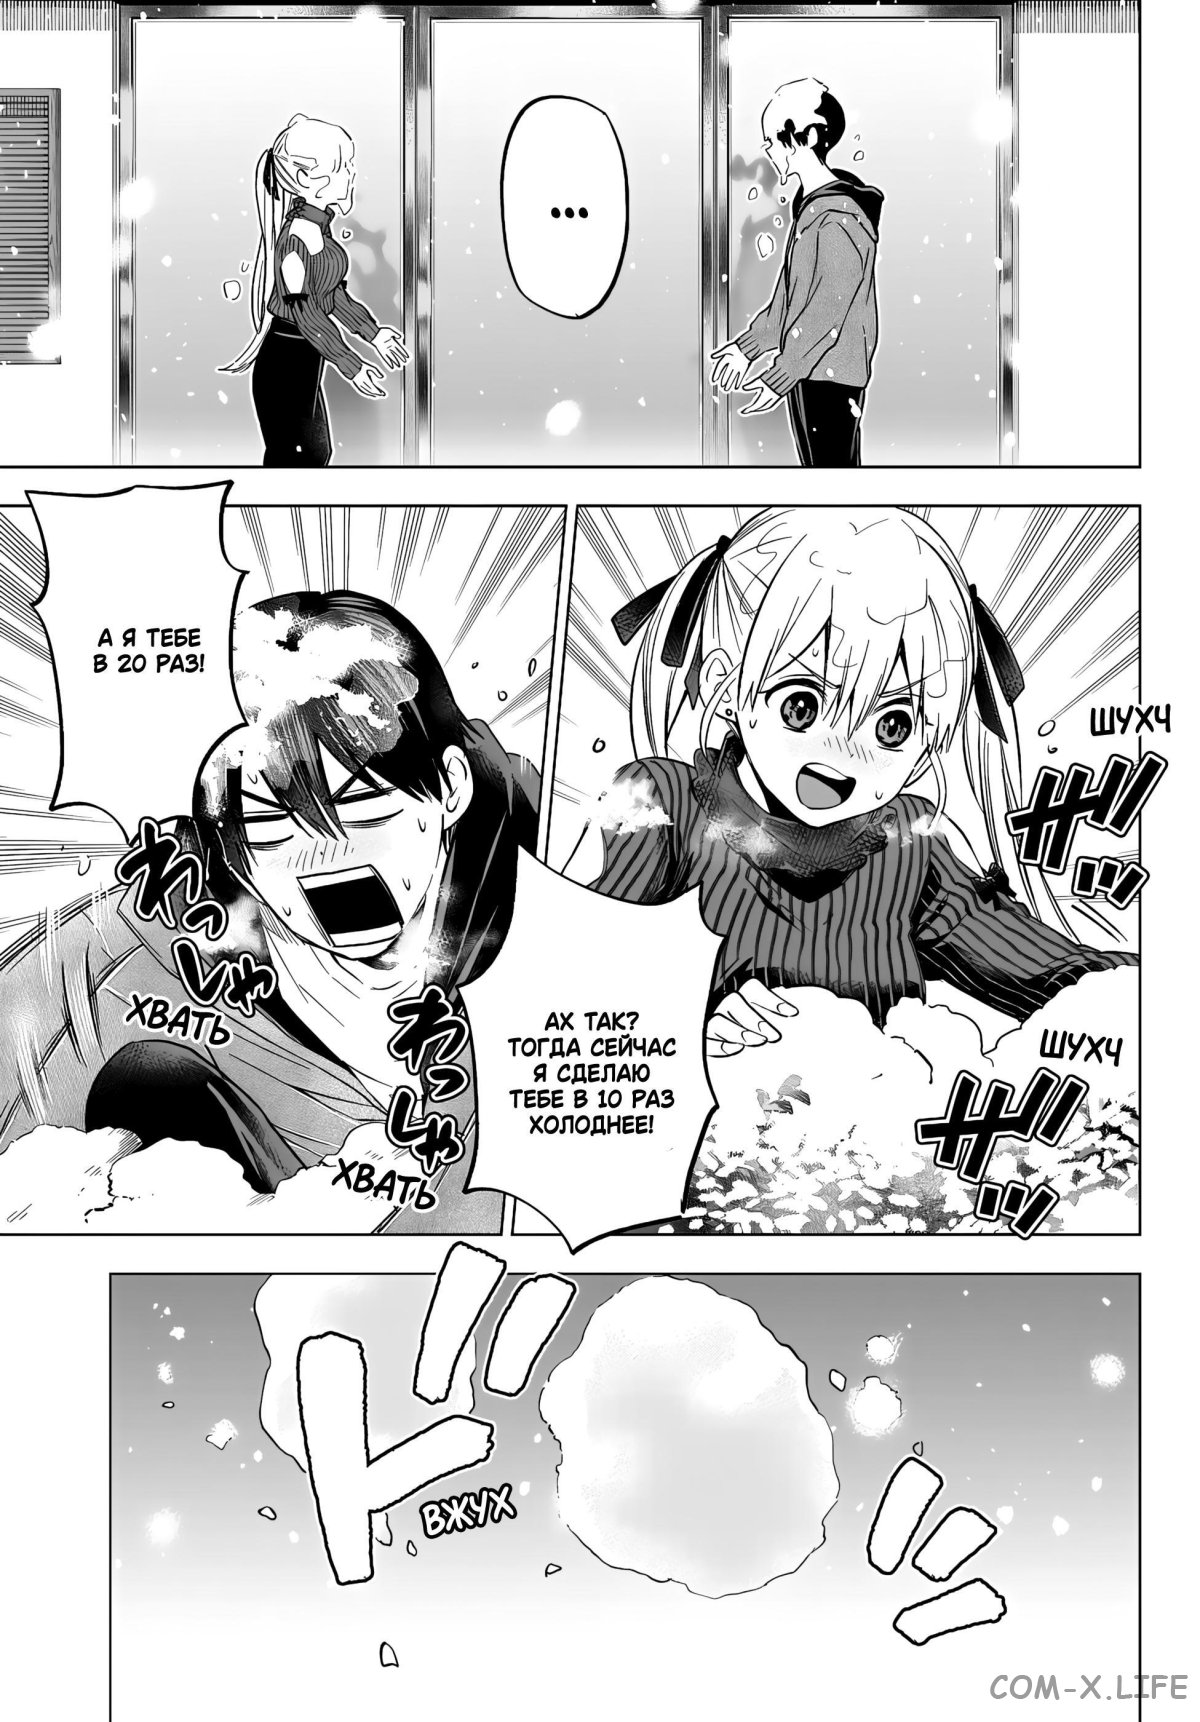 ...
ШУХЧ
ザッ
ザッ
ШУХЧ
АХ ТАК?
ТОГДА СЕЙЧАС
Я СДЕЛАЮ
ТЕБЕ В 10 РАЗ
ХОЛОДНЕЕ!
А Я ТЕБЕ
В 20 РАЗ!
わっしゃ
ХВАТЬ
わっしゃ
ХВАТЬ
ド
ВЖУХ
COM-X.LIFE